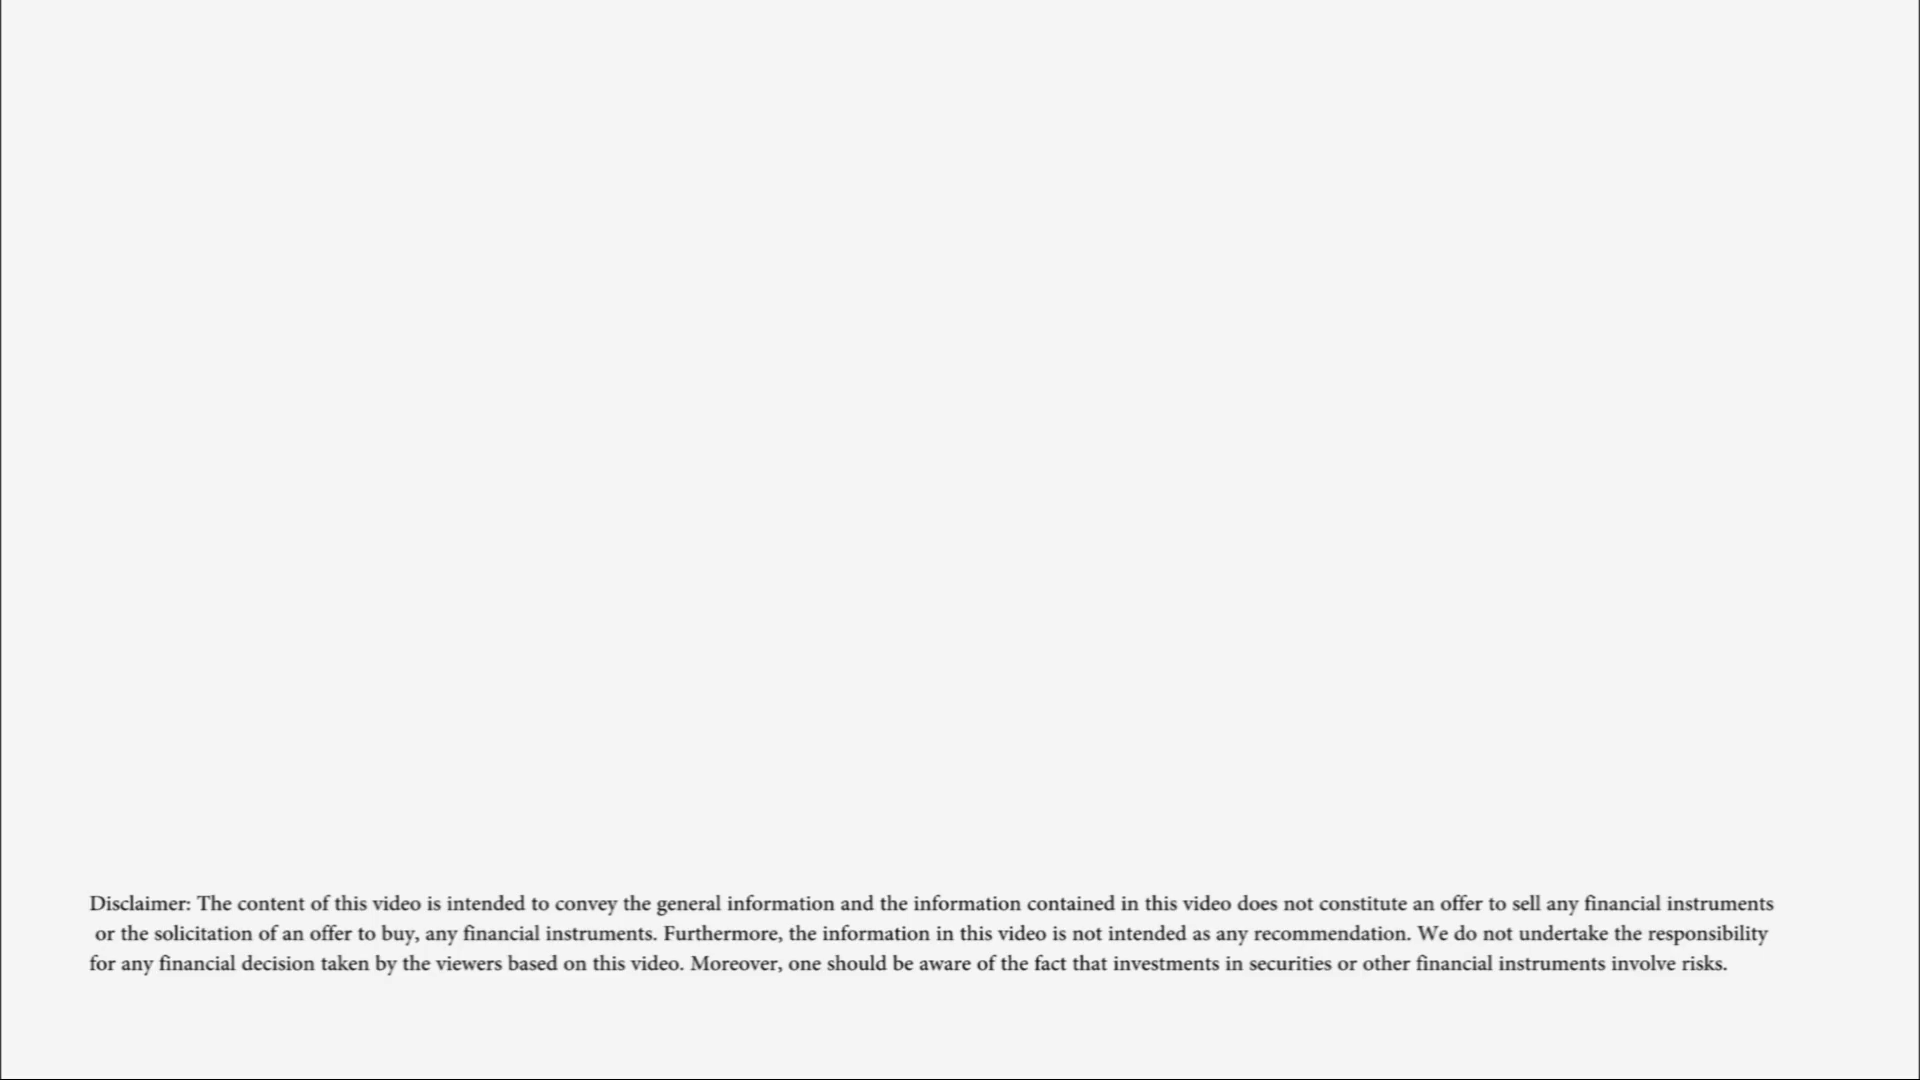 Disclaimer: The content of this video is intended to convey the general information and the information contained in this video does not constitute an offer to sell any financial instruments
or the solicitation of an offer to buy, any financial instruments. Furthermore, the information in this video is not intended as any recommendation. We do not undertake the responsibility
for any financial decision taken by the viewers based on this video. Moreover, one should be aware of the fact that investments in securities or other financial instruments involve risks.